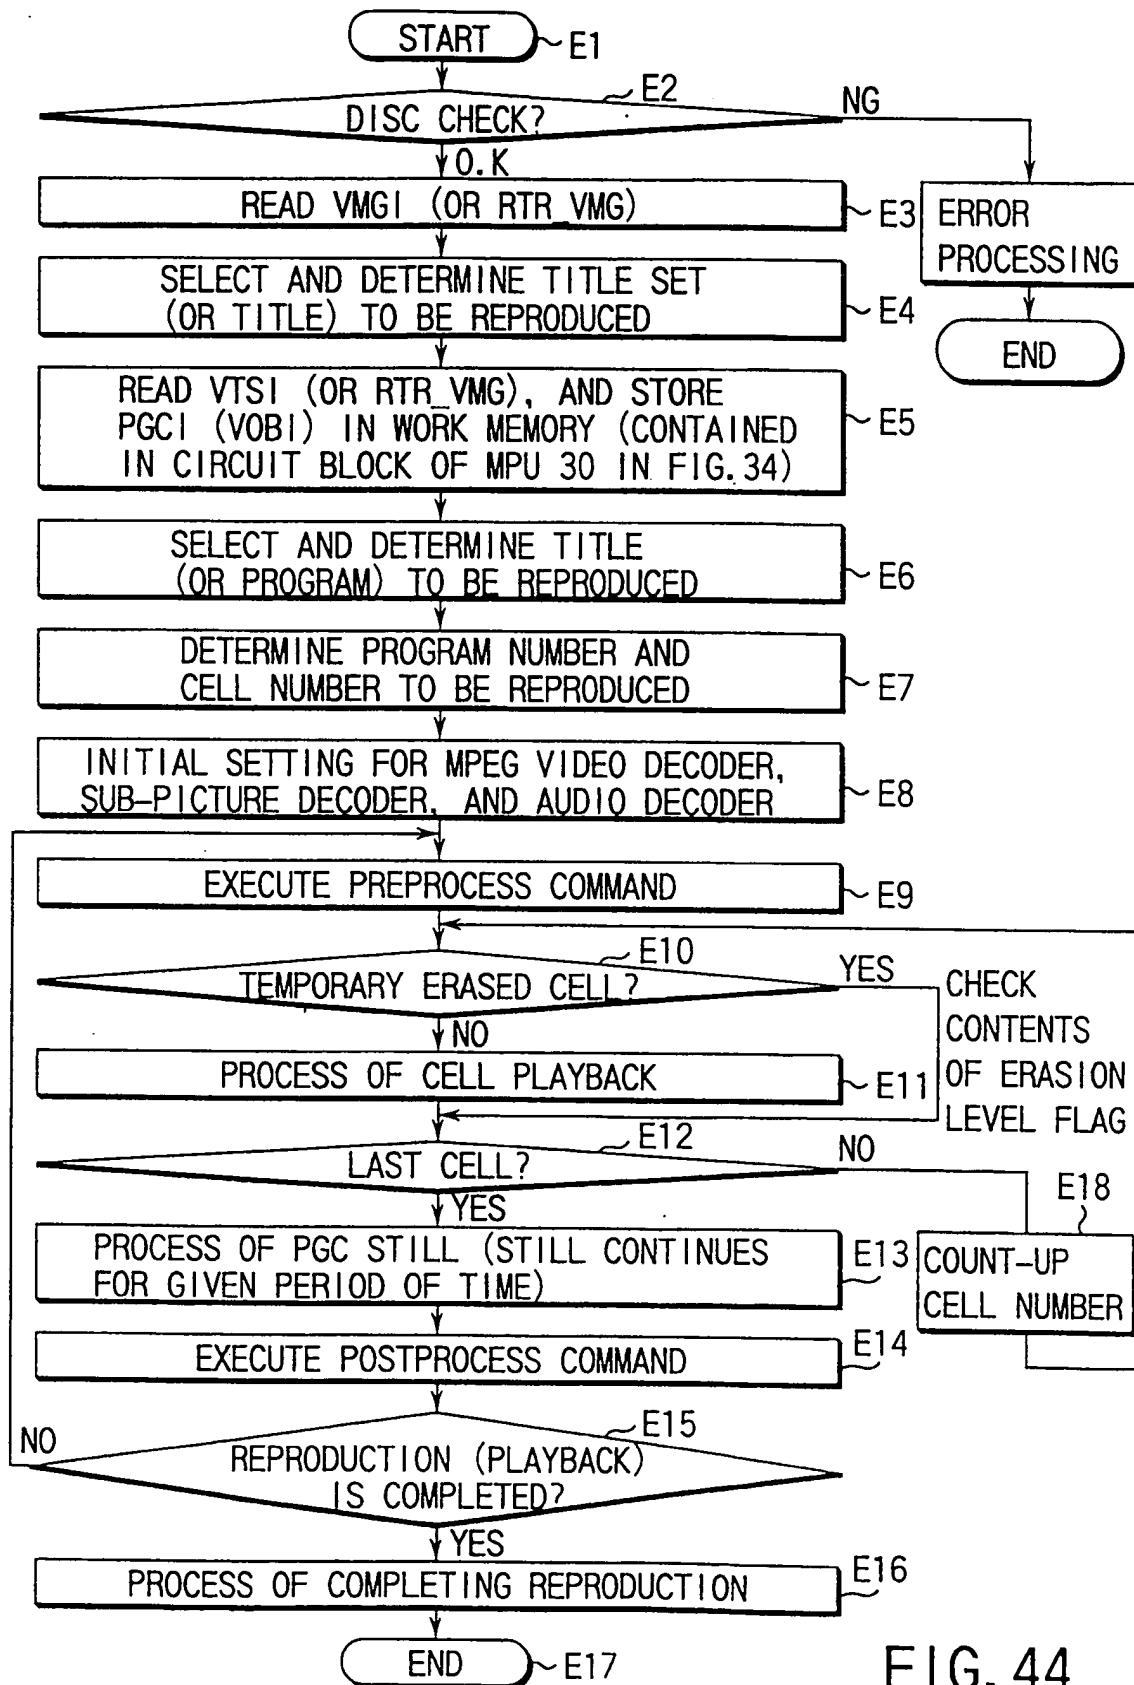 START
E1
DISC CHECK?
E2
NG
O.K
READ VMGI (OR RTR_VMG)
E3
ERROR
PROCESSING
END
SELECT AND DETERMINE TITLE SET
(OR TITLE) TO BE REPRODUCED
E4
READ VTSI (OR RTR_VMG), AND STORE
PGCI (VOBI) IN WORK MEMORY (CONTAINED
IN CIRCUIT BLOCK OF MPU 30 IN FIG.34)
E5
SELECT AND DETERMINE TITLE
(OR PROGRAM) TO BE REPRODUCED
E6
DETERMINE PROGRAM NUMBER AND
CELL NUMBER TO BE REPRODUCED
E7
INITIAL SETTING FOR MPEG VIDEO DECODER,
SUB-PICTURE DECODER, AND AUDIO DECODER
E8
EXECUTE PREPROCESS COMMAND
E9
E10
TEMPORARY ERASED CELL?
YES
CHECK
CONTENTS
OF ERASION
LEVEL FLAG
NO
PROCESS OF CELL PLAYBACK
E11
E12
LAST CELL?
NO
YES
E18
COUNT-UP
CELL NUMBER
PROCESS OF PGC STILL (STILL CONTINUES
FOR GIVEN PERIOD OF TIME)
E13
EXECUTE POSTPROCESS COMMAND
E14
E15
NO
REPRODUCTION (PLAYBACK)
IS COMPLETED?
YES
PROCESS OF COMPLETING REPRODUCTION
E16
END
E17
FIG. 44